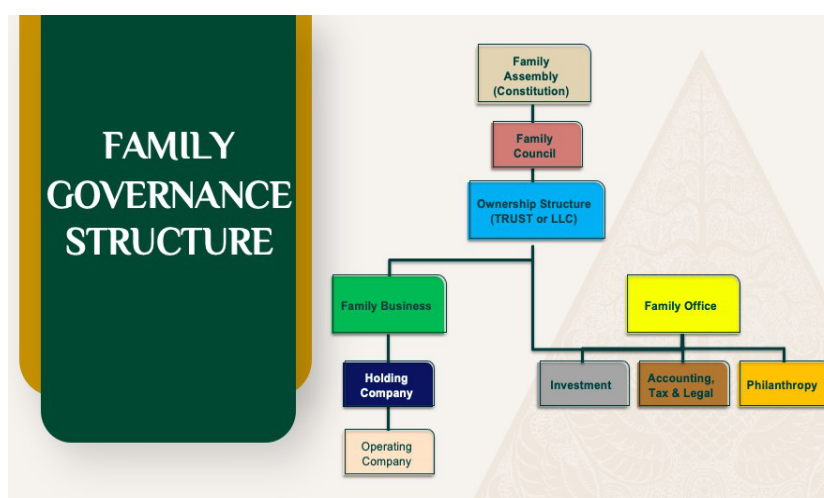 FAMILY
GOVERNANCE
STRUCTURE
Family
Assembly
(Constitution)
Family
Council
Ownership Structure
(TRUST or LLC)
Family Business
Family Office
Holding
Company
Investment
Accounting,
Tax & Legal
Philanthropy
Operating
Company